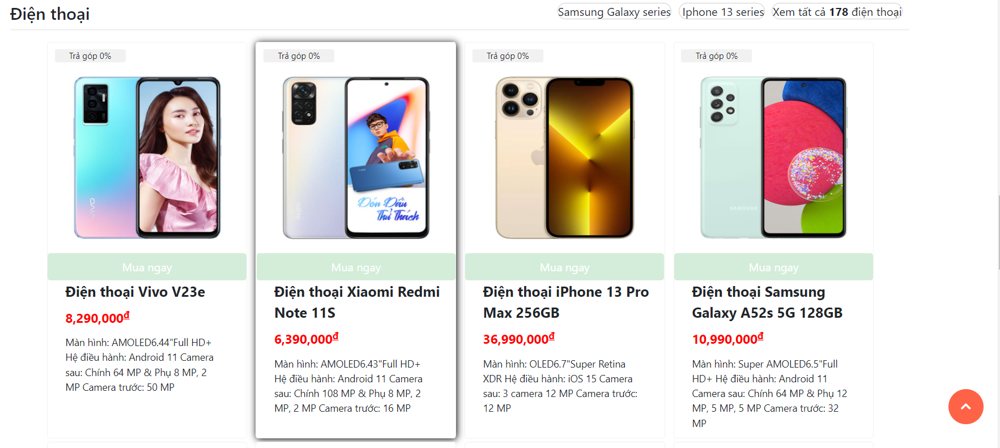 Điện thoại
Samsung Galaxy series
Iphone 13 series
Xem tất cả 178 điện thoại
Trả góp 0%
Trả góp 0%
Trả góp 0%
Trả góp 0%
vivo
Redmi
Đón Đầu
Thử Thách
SAMSUNG
Mua ngay
Mua ngay
Mua ngay
Mua ngay
Điện thoại Vivo V23e
8,290,000đ
Màn hình: AMOLED6.44"Full HD+
Hệ điều hành: Android 11 Camera
sau: Chính 64 MP & Phụ 8 MP, 2
MP Camera trước: 50 MP
Điện thoại Xiaomi Redmi
Note 11S
6,390,000đ
Màn hình: AMOLED6.43"Full HD+
Hệ điều hành: Android 11 Camera
sau: Chính 108 MP & Phụ 8 MP, 2
MP, 2 MP Camera trước: 16 MP
Điện thoại iPhone 13 Pro
Max 256GB
36,990,000đ
Màn hình: OLED6.7"Super Retina
XDR Hệ điều hành: iOS 15 Camera
sau: 3 camera 12 MP Camera trước:
12 MP
Điện thoại Samsung
Galaxy A52s 5G 128GB
10,990,000đ
Màn hình: Super AMOLED6.5"Full
HD+ Hệ điều hành: Android 11
Camera sau: Chính 64 MP & Phụ 12
MP, 5 MP, 5 MP Camera trước: 32
MP